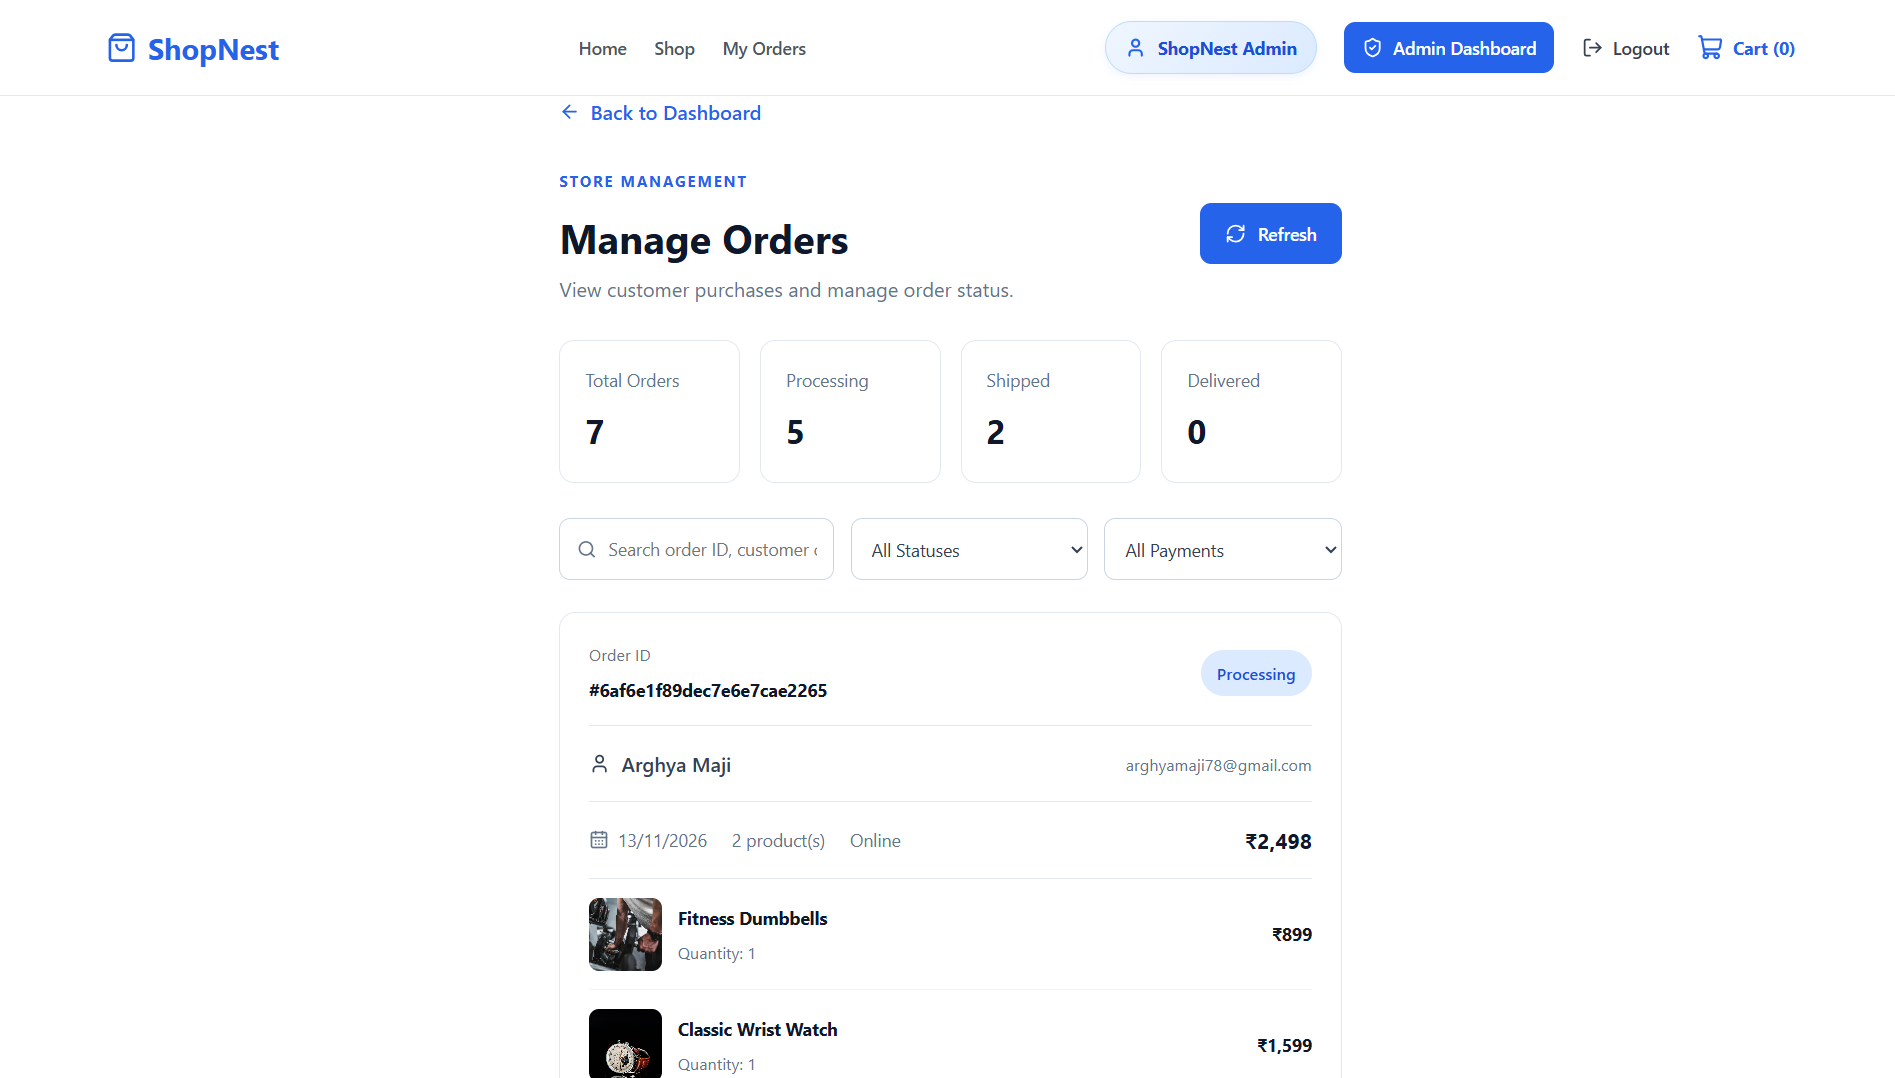 ShopNest
Home
Shop
My Orders
ShopNest Admin
Admin Dashboard
Logout
Cart (0)
Back to Dashboard
STORE MANAGEMENT
Manage Orders
Refresh
View customer purchases and manage order status.
Total Orders
7
Processing
5
Shipped
2
Delivered
0
Search order ID, customer
All Statuses
All Payments
Order ID
#6af6e1f89dec7e6e7cae2265
Processing
Arghya Maji
arghyamaji78@gmail.com
13/11/2026
2 product(s)
Online
₹2,498
Fitness Dumbbells
Quantity: 1
₹899
Classic Wrist Watch
Quantity: 1
₹1,599